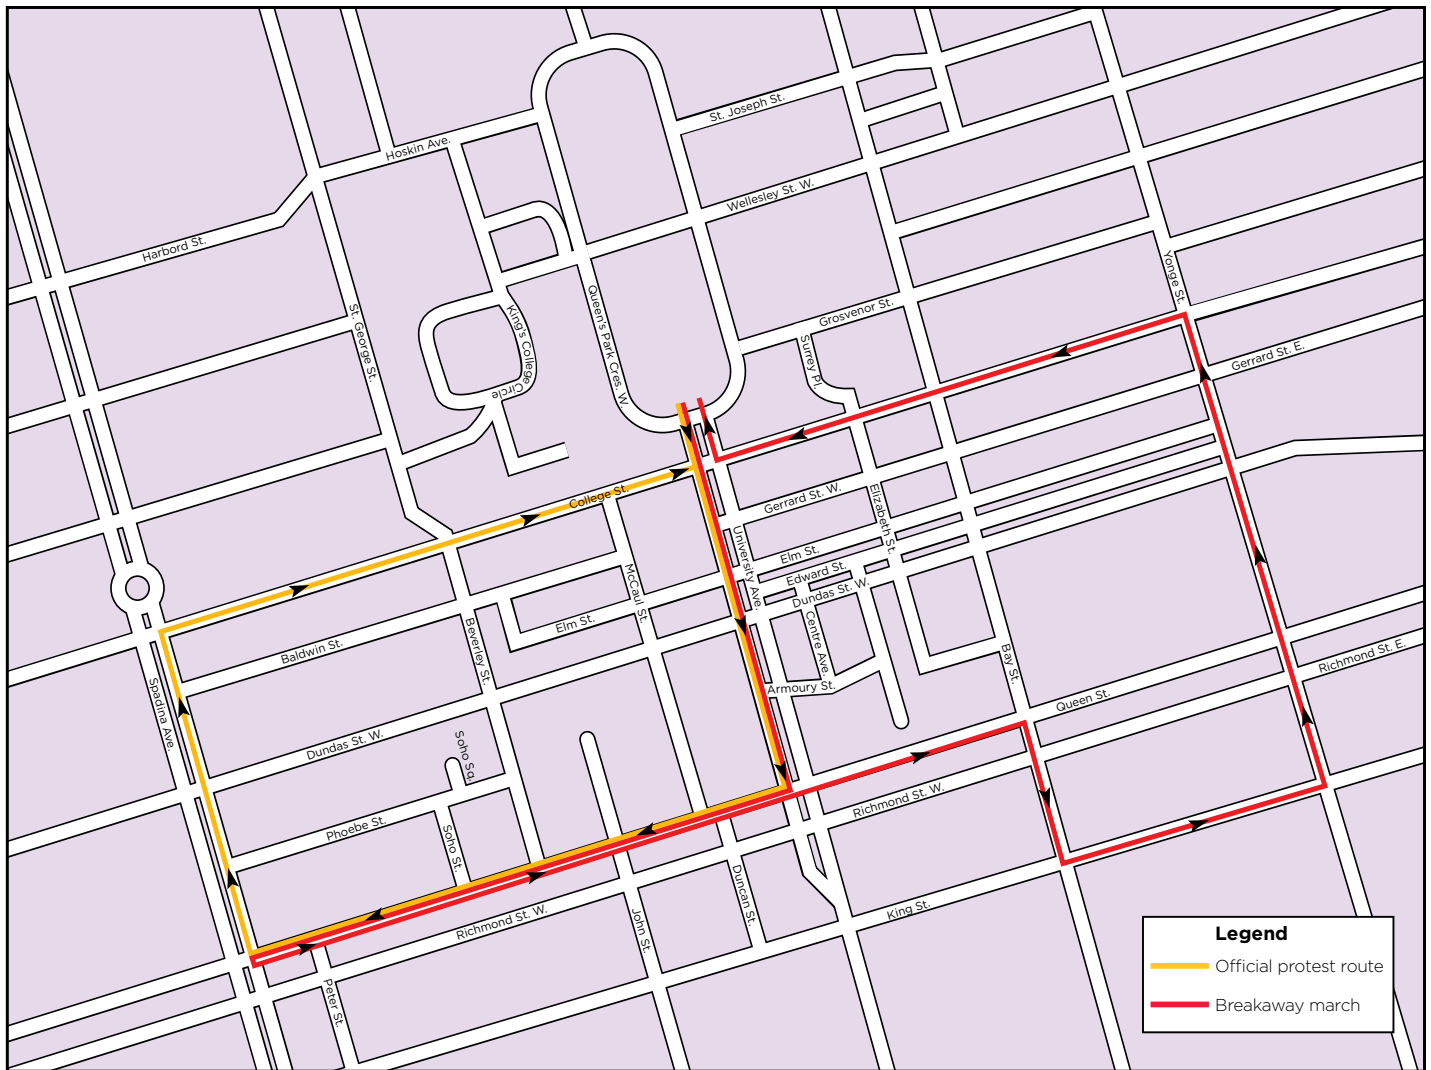 St. Joseph St.
Hoskin Ave.
Wellesley St. W.
Harbord St.
Yonge St.
Queen's Park Cres. W.
St. George St.
King's College Circle
Grosvenor St.
Surrey Pl.
Gerrard St. E.
College St.
Gerrard St. W.
Elizabeth St.
University Ave.
Elm St.
Edward St.
Dundas St. W.
McCaul St.
Elm St.
Centre Ave.
Beverley St.
Baldwin St.
Bay St.
Richmond St. E.
Armoury St.
Spadina Ave.
Queen St.
Dundas St. W.
Soho Sq.
Richmond St. W.
Phoebe St.
Soho St.
Duncan St.
King St.
Richmond St. W.
John St.
Peter St.
Legend
Official protest route
Breakaway march